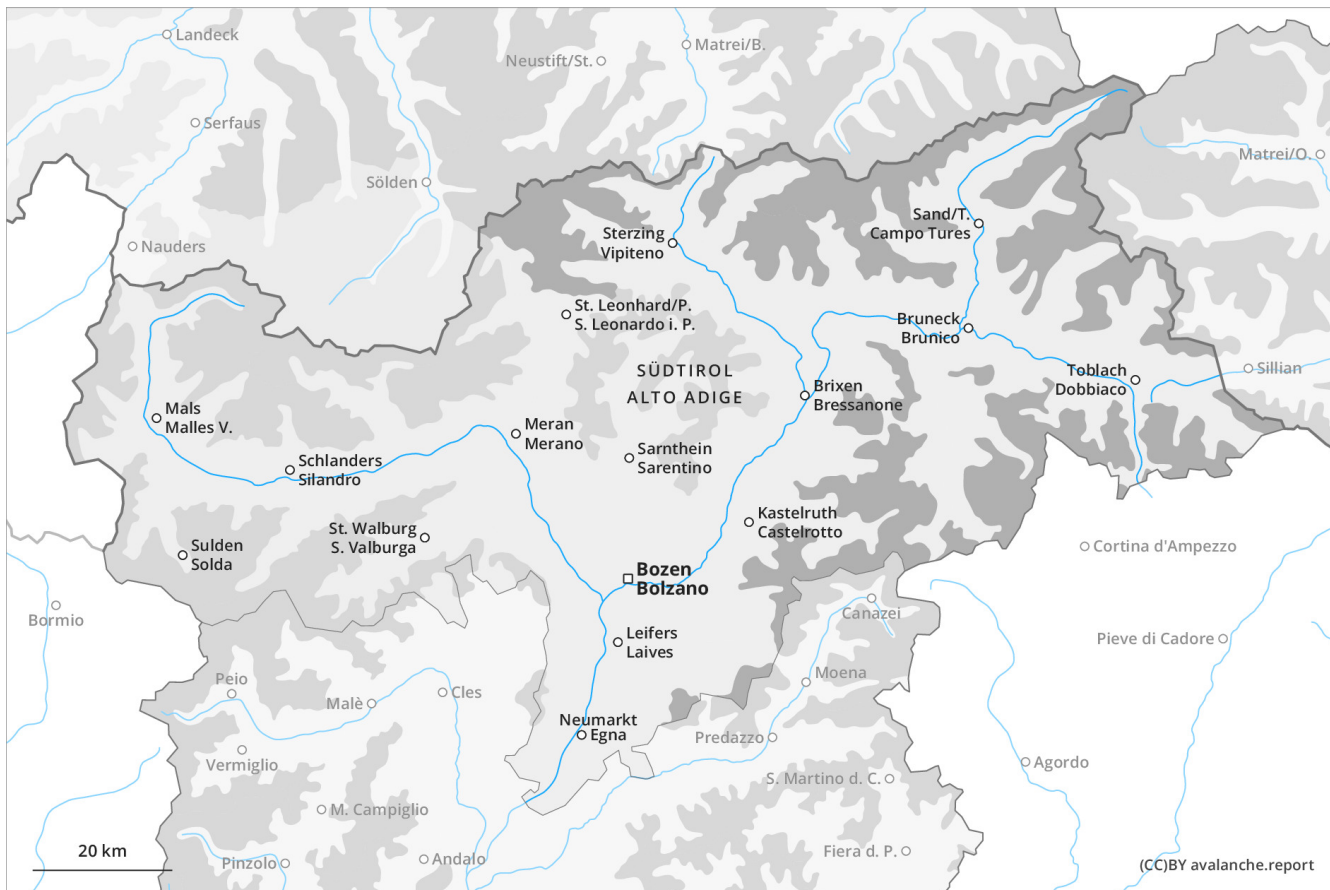 Landeck
Matrei/B.
Neustift/St.
Serfaus
Matrei/O.
Sölden
Sand/T.
Campo Tures
Sterzing
Vipiteno
Nauders
St. Leonhard/P.
S. Leonardo i. P.
Bruneck
Brunico
SÜDTIROL
ALTO ADIGE
Toblach
Dobbiaco
Sillian
Brixen
Bressanone
Mals
Malles V.
Meran
Merano
Schlanders
Silandro
Sarnthein
Sarentino
Kastelruth
Castelrotto
St. Walburg
S. Valburga
Sulden
Solda
Cortina d'Ampezzo
Bozen
Bolzano
Bormio
Canazei
Leifers
Laives
Pieve di Cadore
Moena
Peio
Malè
Cles
Neumarkt
Egna
Predazzo
Vermiglio
Agordo
S. Martino d. C.
M. Campiglio
20 km
Pinzolo
Andalo
Fiera d. P.
(CC)BY avalanche.report